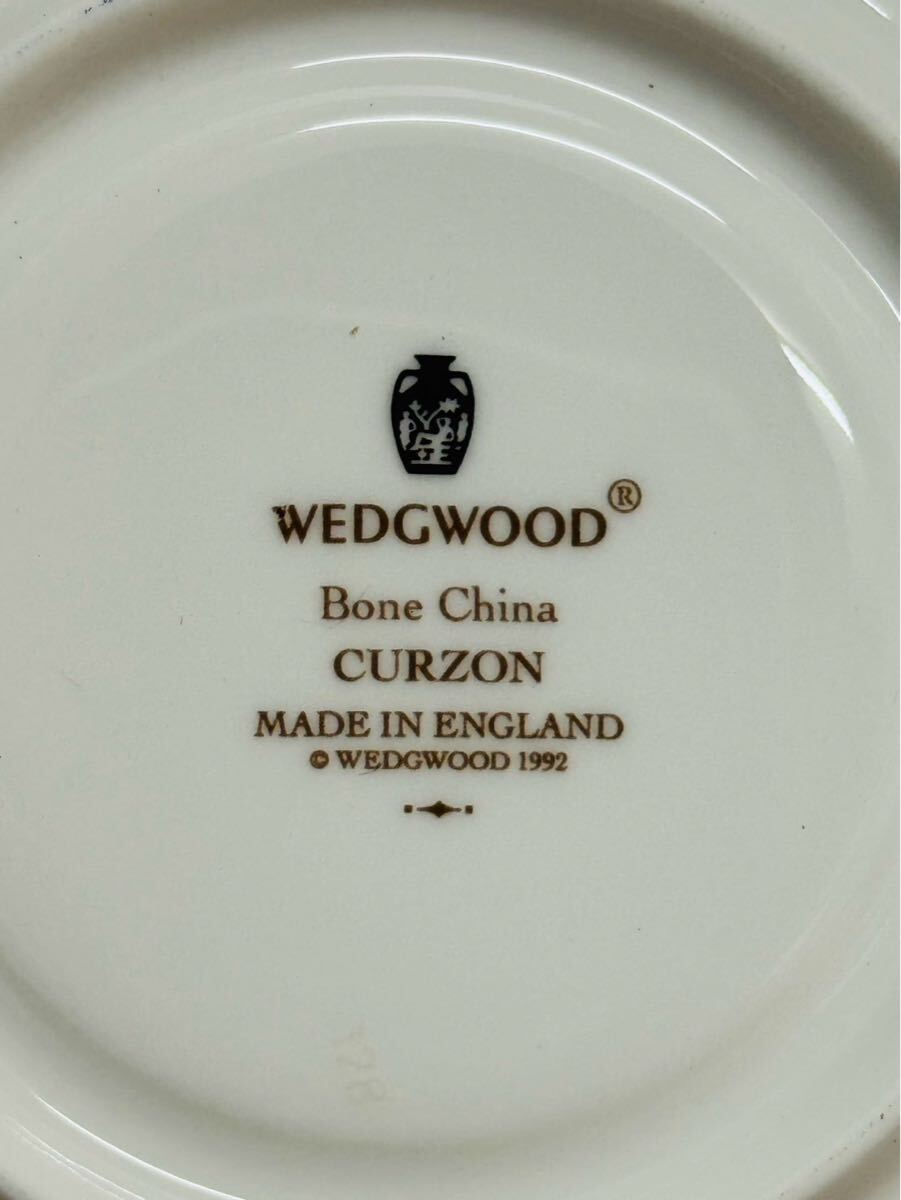 WEDGWOOD®
Bone China
CURZON
MADE IN ENGLAND
© WEDGWOOD 1992